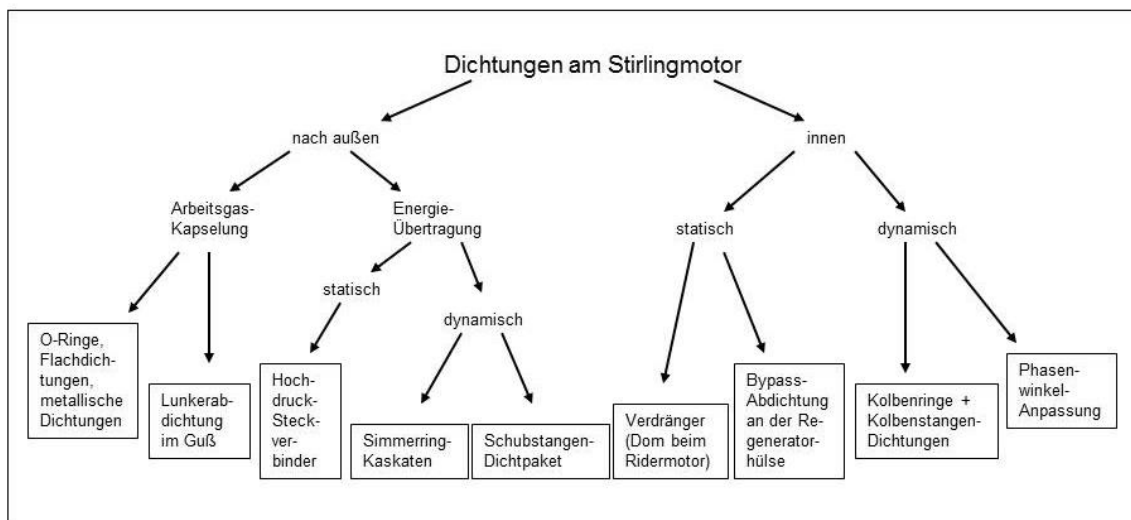 Dichtungen am Stirlingmotor
nach außen
innen
Arbeitsgas-
Kapselung
Energie-
Übertragung
statisch
dynamisch
statisch
dynamisch
O-Ringe,
Flachdich-
tungen,
metallische
Dichtungen
Lunkerab-
dichtung
im Guß
Hoch-
druck-
Steck-
ver-
binder
Simmerring-
Kaskaten
Schubstangen-
Dichtpaket
Verdränger
(Dom beim
Ridermotor)
Bypass-
Abdichtung
an der Re-
generator-
hülse
Kolbenringe +
Kolbenstangen-
Dichtungen
Phasen-
winkel-
Anpassung